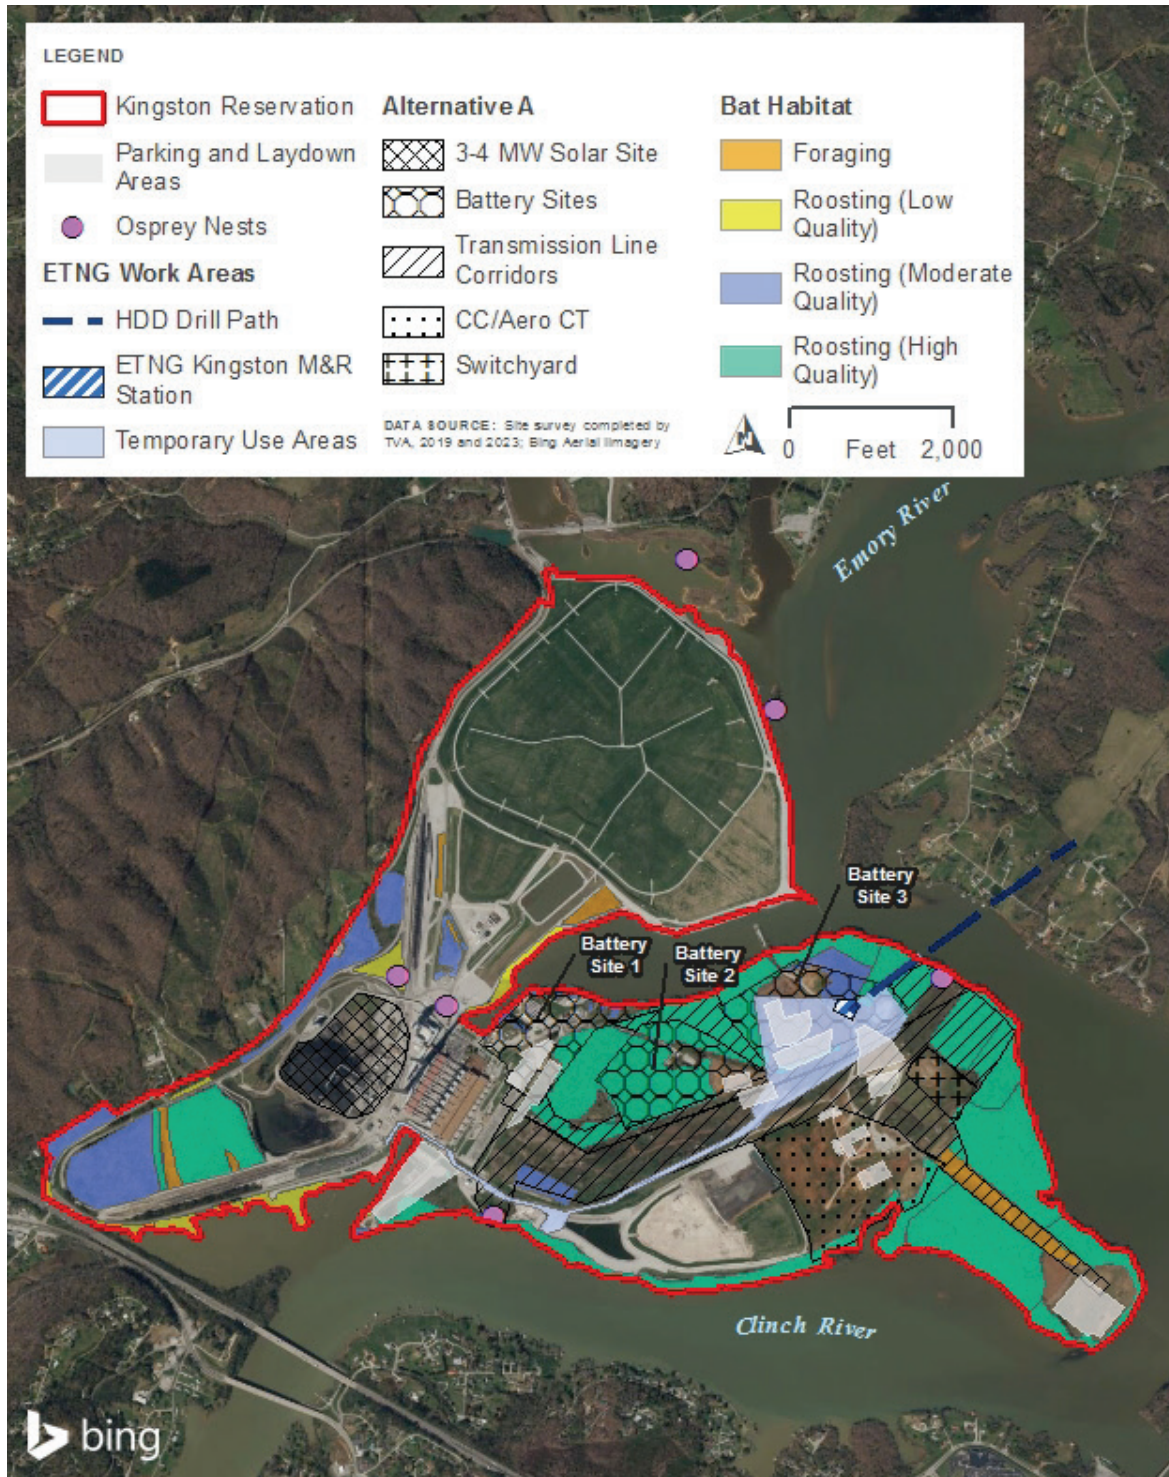 LEGEND
Kingston Reservation
Parking and Laydown
Areas
Osprey Nests
ETNG Work Areas
HDD Drill Path
ETNG Kingston M&R
Station
Temporary Use Areas
Alternative A
3-4 MW Solar Site
Battery Sites
Transmission Line
Corridors
CC/Aero CT
Switchyard
DATA SOURCE: Site survey completed by
TVA, 2019 and 2023; Bing Aerial Imagery
Bat Habitat
Foraging
Roosting (Low
Quality)
Roosting (Moderate
Quality)
Roosting (High
Quality)
N
0 Feet 2,000
Emory River
Battery
Site 3
Battery
Site 1
Battery
Site 2
Clinch River
bing